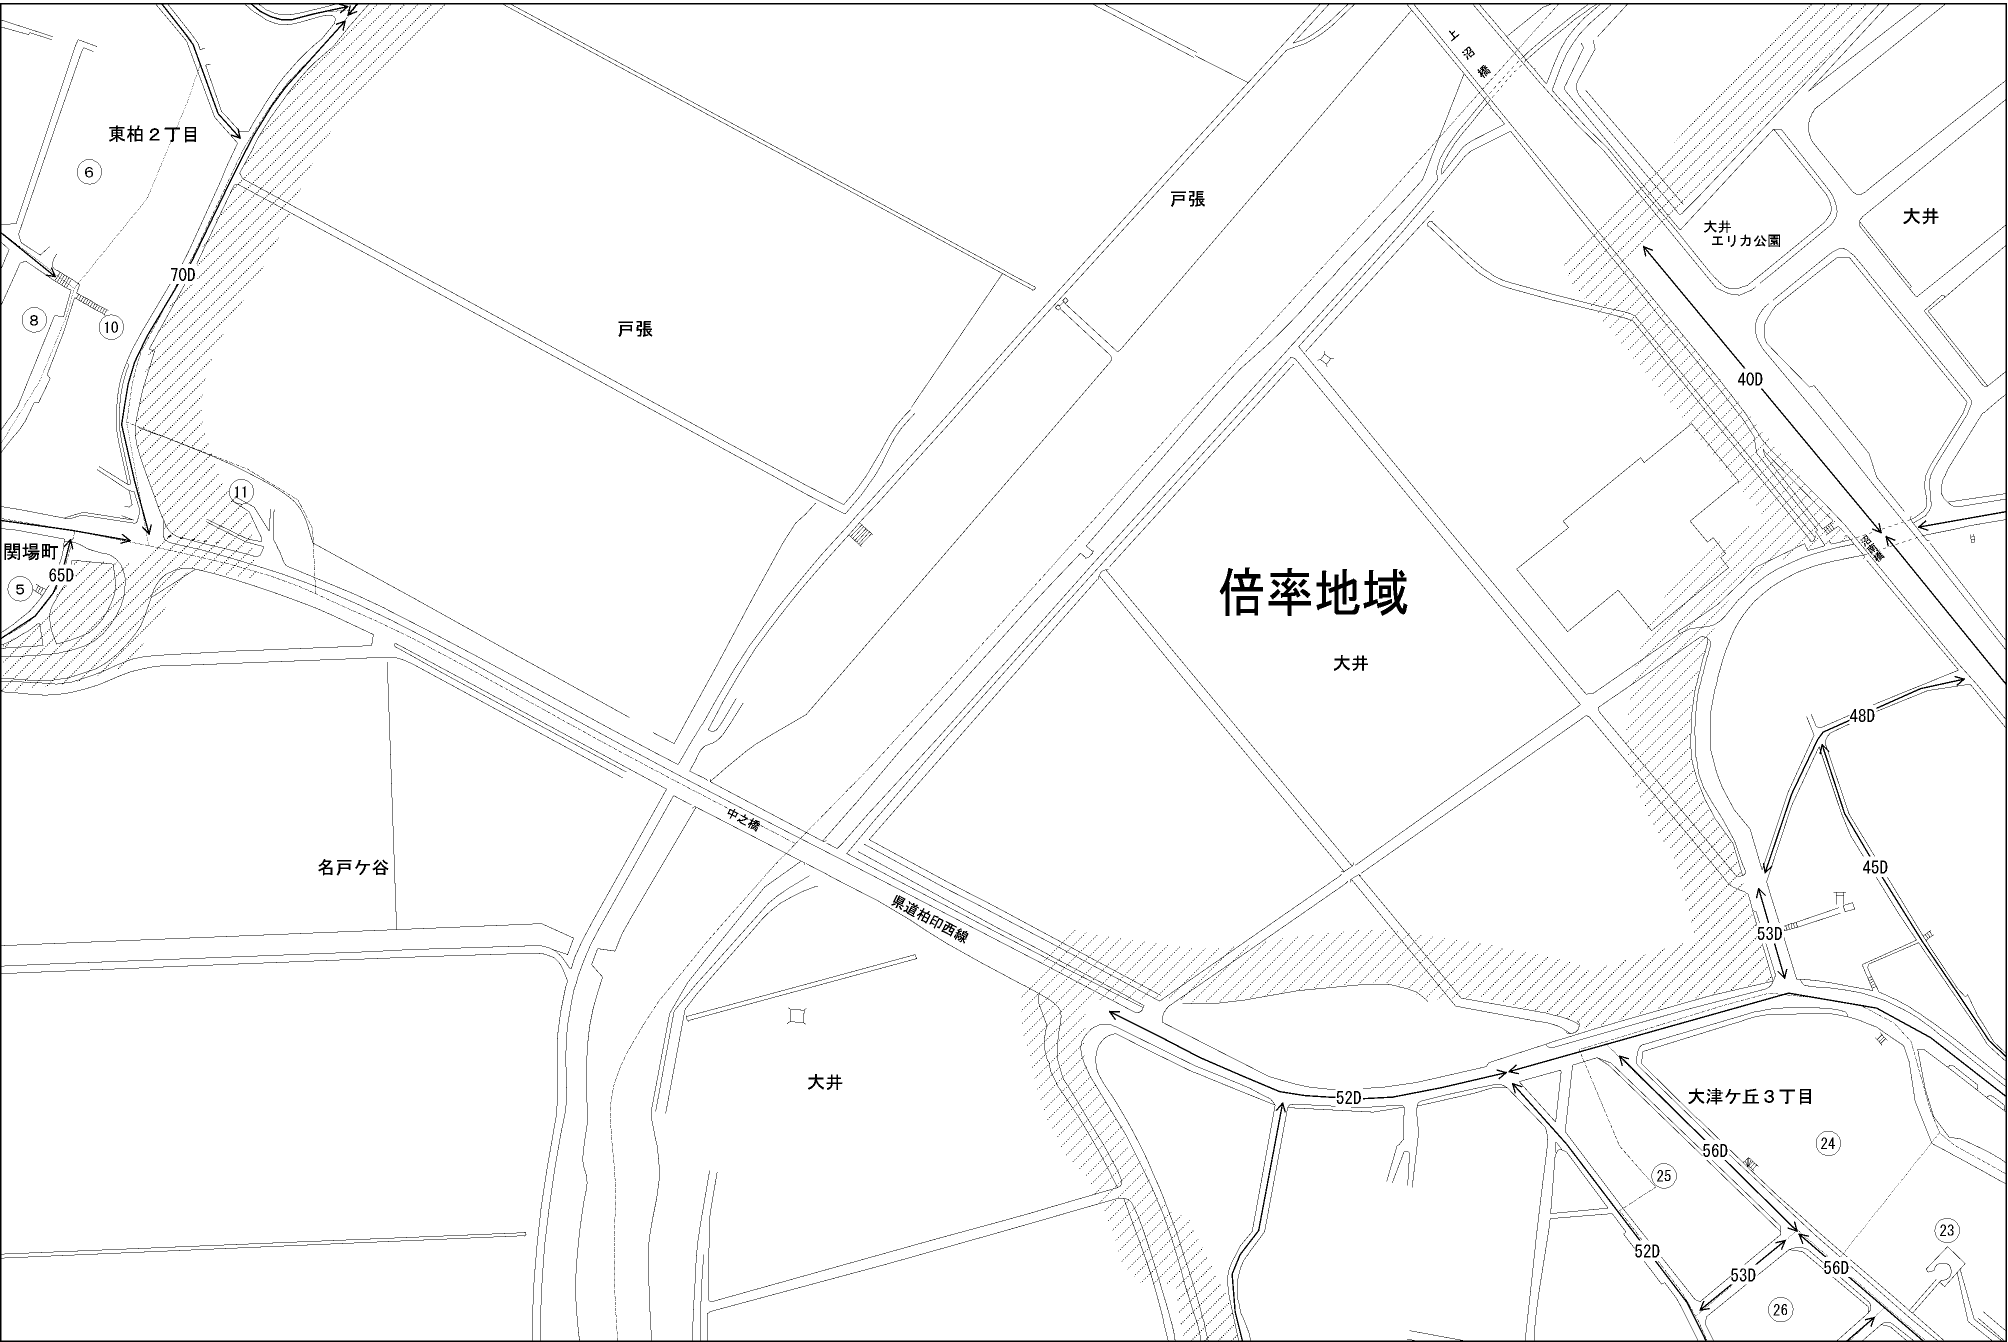 上沼橋
東柏２丁目
6
戸張
大井
大井
エリカ公園
70D
8
10
戸張
40D
11
関場町
65D
5
沼南橋
倍率地域
大井
48D
中之橋
名戸ケ谷
45D
県道柏印西線
53D
大井
52D
大津ケ丘３丁目
56D
24
25
23
52D
53D
56D
26